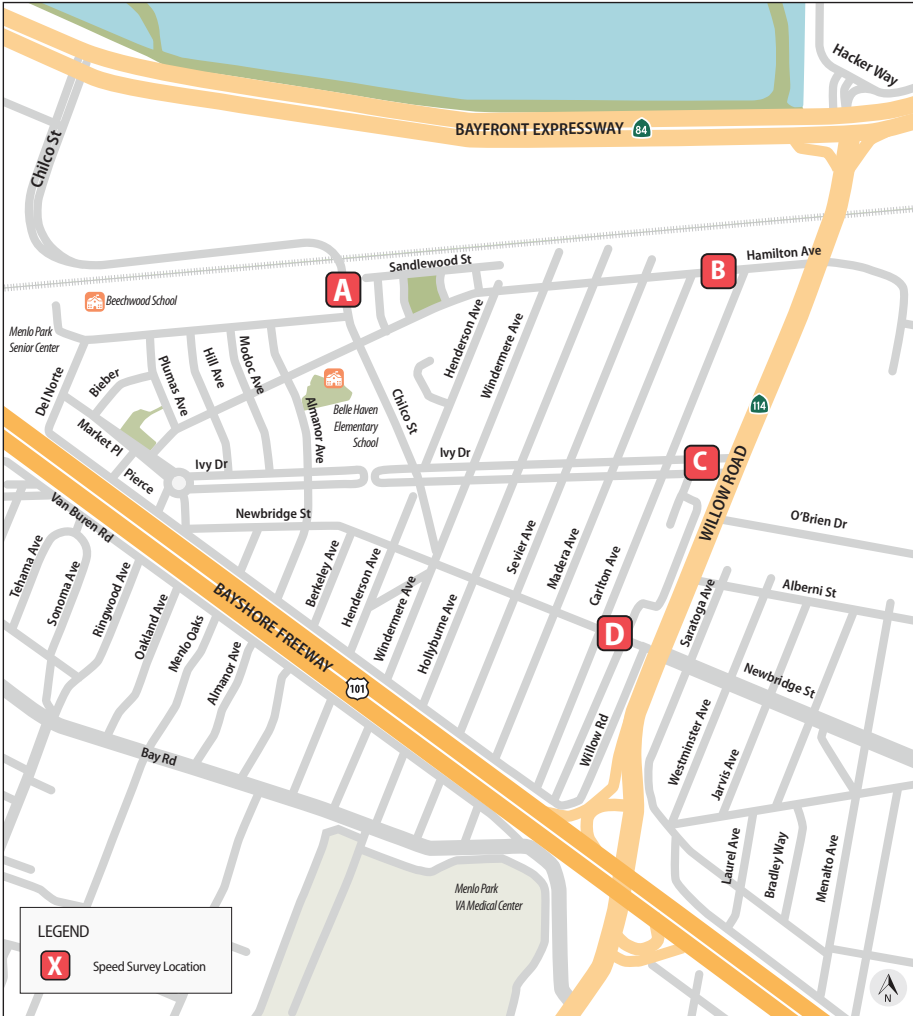 Hacker Way
BAYFRONT EXPRESSWAY 84
Chilco St
Hamilton Ave
B
Sandlewood St
A
Beechwood School
Menlo Park
Senior Center
Henderson Ave
Windermere Ave
Del Norte
Bieber
Plumas Ave
Hill Ave
Modoc Ave
Almanor Ave
Belle Haven
Elementary
School
Chilco St
114
Market Pl
Pierce
Ivy Dr
Ivy Dr
C
WILLOW ROAD
Newbridge St
O'Brien Dr
Van Buren Rd
Tehama Ave
Sonoma Ave
Ringwood Ave
Oakland Ave
Menlo Oaks
Almanor Ave
BAYSHORE FREEWAY
101
Berkeley Ave
Henderson Ave
Windermere Ave
Hollyburne Ave
Sevier Ave
Madera Ave
Carlton Ave
D
Saratoga Ave
Alberni St
Newbridge St
Willow Rd
Westminster Ave
Jarvis Ave
Bay Rd
Laurel Ave
Bradley Way
Menalto Ave
Menlo Park
VA Medical Center
LEGEND
X Speed Survey Location
N